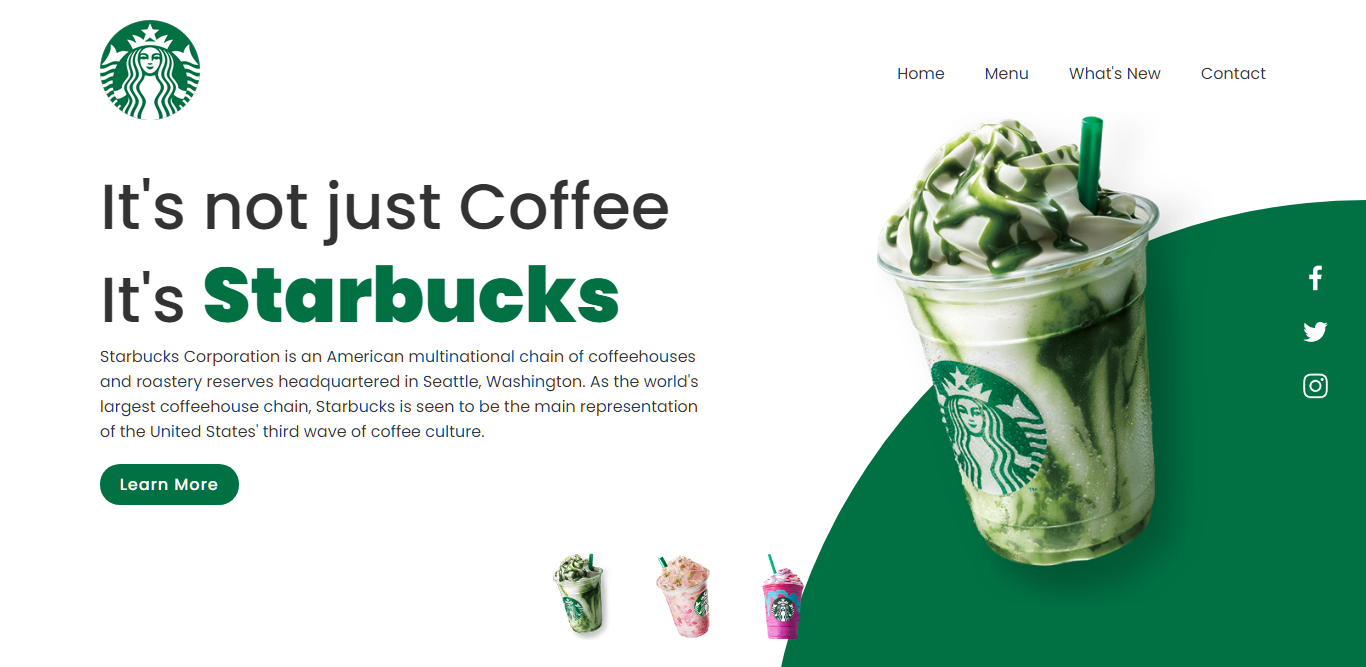 Home Menu What's New Contact
It's not just Coffee
It's Starbucks
Starbucks Corporation is an American multinational chain of coffeehouses
and roastery reserves headquartered in Seattle, Washington. As the world's
largest coffeehouse chain, Starbucks is seen to be the main representation
of the United States' third wave of coffee culture.
Learn More